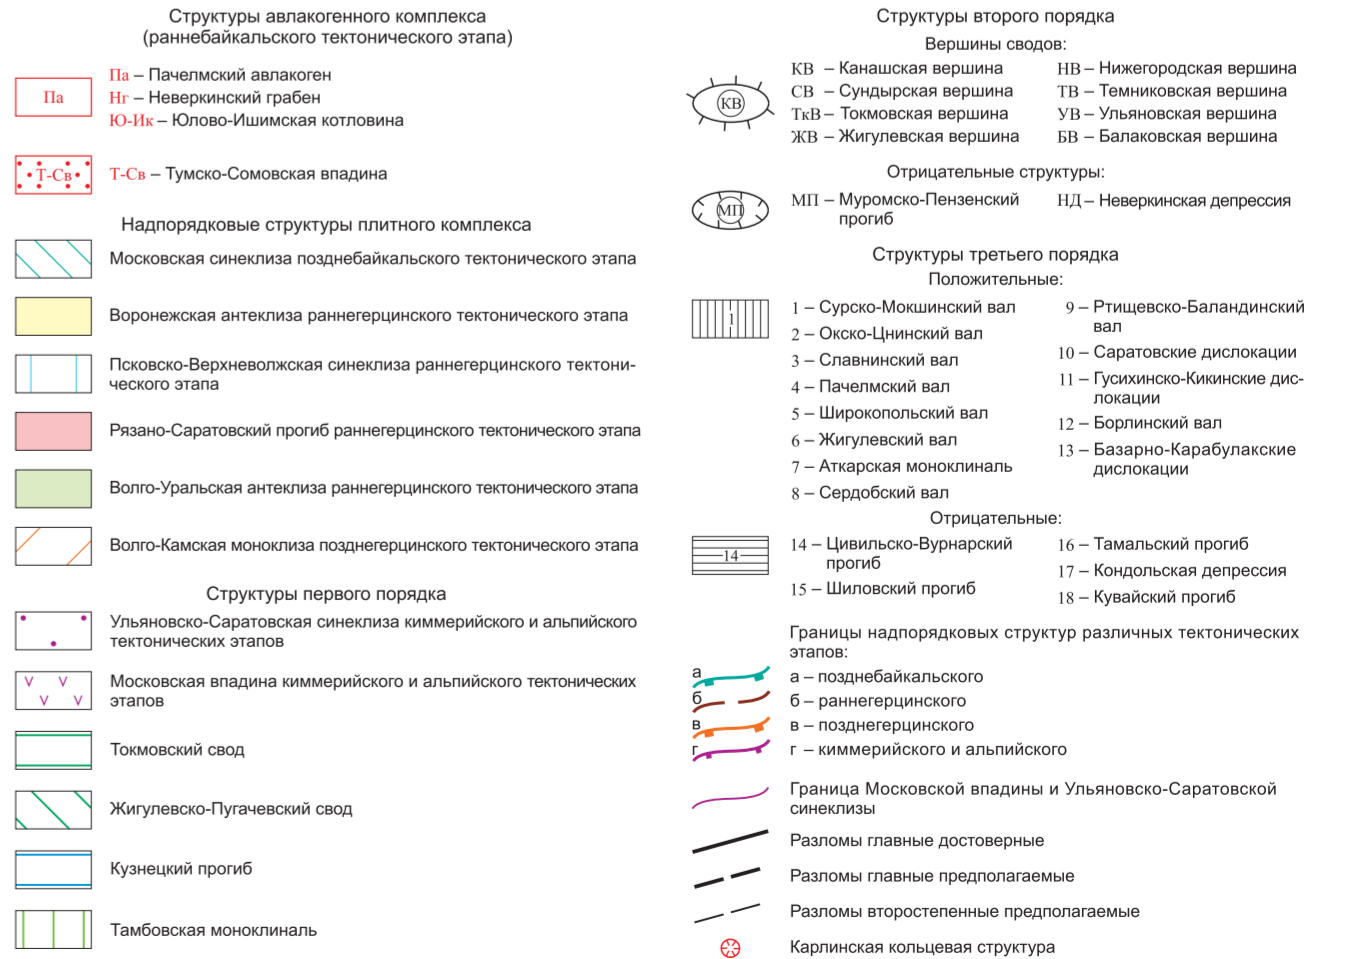 Структуры авлакогенного комплекса
(раннебайкальского тектонического этапа)
Па
Па – Пачелмский авлакоген
Нг – Неверкинский грабен
Ю-Ик – Юлово-Ишимская котловина
Т-Св
Т-Св – Тумско-Сомовская впадина
Надпорядковые структуры плитного комплекса
Московская синеклиза позднебайкальского тектонического этапа
Воронежская антеклиза раннегерцинского тектонического этапа
Псковско-Верхневолжская синеклиза раннегерцинского тектони-
ческого этапа
Рязано-Саратовский прогиб раннегерцинского тектонического этапа
Волго-Уральская антеклиза раннегерцинского тектонического этапа
Волго-Камская моноклиза позднегерцинского тектонического этапа
Структуры первого порядка
Ульяновско-Саратовская синеклиза киммерийского и альпийского
тектонических этапов
Московская впадина киммерийского и альпийского тектонических
этапов
Токмовский свод
Жигулевско-Пугачевский свод
Кузнецкий прогиб
Тамбовская моноклиналь
Структуры второго порядка
Вершины сводов:
КВ
КВ – Канашская вершина
СВ – Сундырская вершина
ТкВ – Токмовская вершина
ЖВ – Жигулевская вершина
НВ – Нижегородская вершина
ТВ – Темниковская вершина
УВ – Ульяновская вершина
БВ – Балаковская вершина
Отрицательные структуры:
МП
МП – Муромско-Пензенский
прогиб
НД – Неверкинская депрессия
Структуры третьего порядка
Положительные:
1
1 – Сурско-Мокшинский вал
2 – Окско-Цнинский вал
3 – Славнинский вал
4 – Пачелмский вал
5 – Широкопольский вал
6 – Жигулевский вал
7 – Аткарская моноклиналь
8 – Сердобский вал
9 – Ртищевско-Баландинский
вал
10 – Саратовские дислокации
11 – Гусихинско-Кикинские дис-
локации
12 – Борлинский вал
13 – Базарно-Карабулакские
дислокации
Отрицательные:
14
14 – Цивильско-Вурнарский
прогиб
15 – Шиловский прогиб
16 – Тамальский прогиб
17 – Кондольская депрессия
18 – Кувайский прогиб
Границы надпорядковых структур различных тектонических
этапов:
а
а – позднебайкальского
б
б – раннегерцинского
в
в – позднегерцинского
г
г – киммерийского и альпийского
Граница Московской впадины и Ульяновско-Саратовской
синеклизы
Разломы главные достоверные
Разломы главные предполагаемые
Разломы второстепенные предполагаемые
Карлинская кольцевая структура